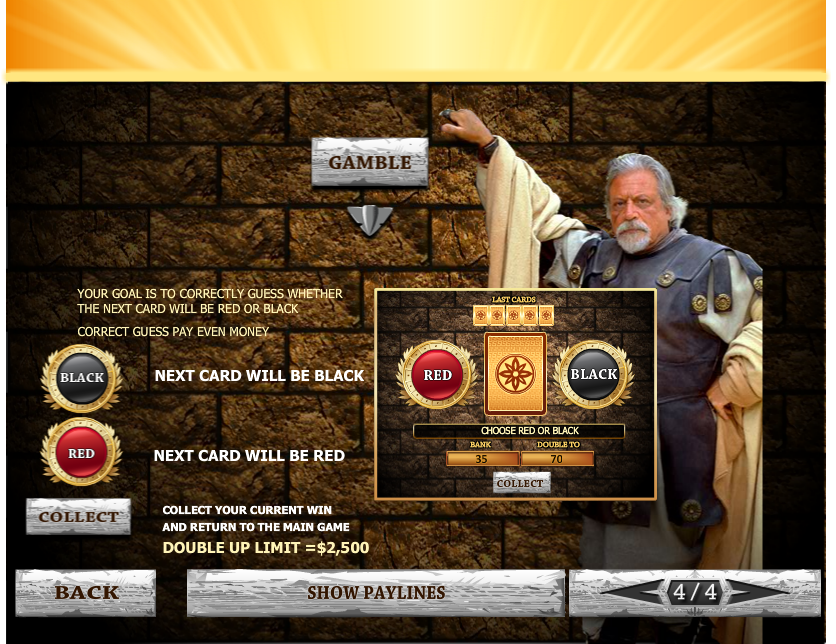 GAMBLE
YOUR GOAL IS TO CORRECTLY GUESS WHETHER
THE NEXT CARD WILL BE RED OR BLACK
CORRECT GUESS PAY EVEN MONEY
BLACK
NEXT CARD WILL BE BLACK
RED
NEXT CARD WILL BE RED
COLLECT
COLLECT YOUR CURRENT WIN
AND RETURN TO THE MAIN GAME
DOUBLE UP LIMIT =$2,500
LAST CARDS
RED
BLACK
CHOOSE RED OR BLACK
BANK
DOUBLE TO
35
70
COLLECT
BACK
SHOW PAYLINES
4/4